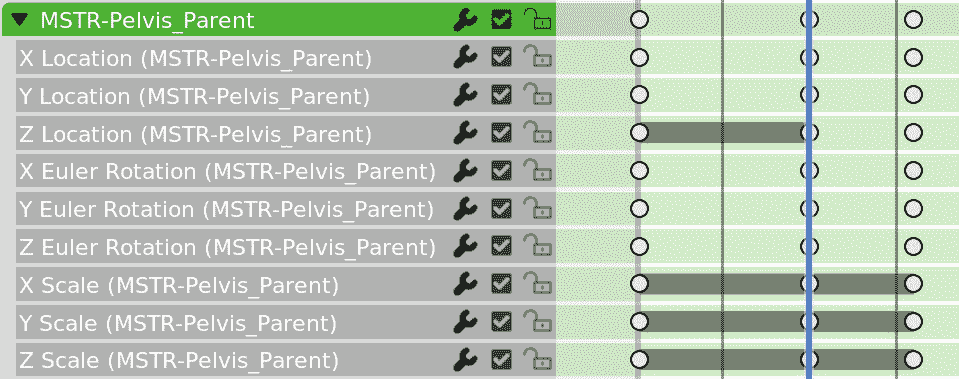 MSTR-Pelvis_Parent
X Location (MSTR-Pelvis_Parent)
Y Location (MSTR-Pelvis_Parent)
Z Location (MSTR-Pelvis_Parent)
X Euler Rotation (MSTR-Pelvis_Parent)
Y Euler Rotation (MSTR-Pelvis_Parent)
Z Euler Rotation (MSTR-Pelvis_Parent)
X Scale (MSTR-Pelvis_Parent)
Y Scale (MSTR-Pelvis_Parent)
Z Scale (MSTR-Pelvis_Parent)